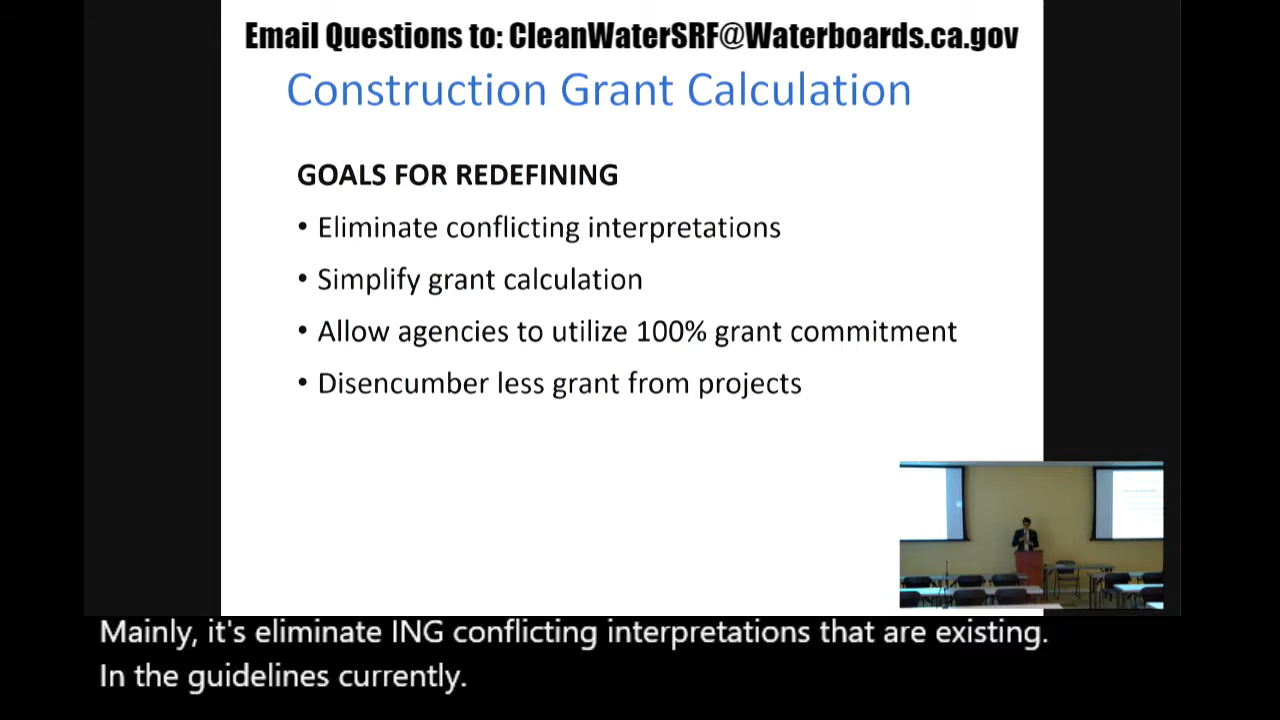 Email Questions to: CleanWaterSRF@Waterboards.ca.gov
Construction Grant Calculation
GOALS FOR REDEFINING
• Eliminate conflicting interpretations
• Simplify grant calculation
• Allow agencies to utilize 100% grant commitment
• Disencumber less grant from projects
Mainly, it's eliminate ING conflicting interpretations that are existing.
In the guidelines currently.